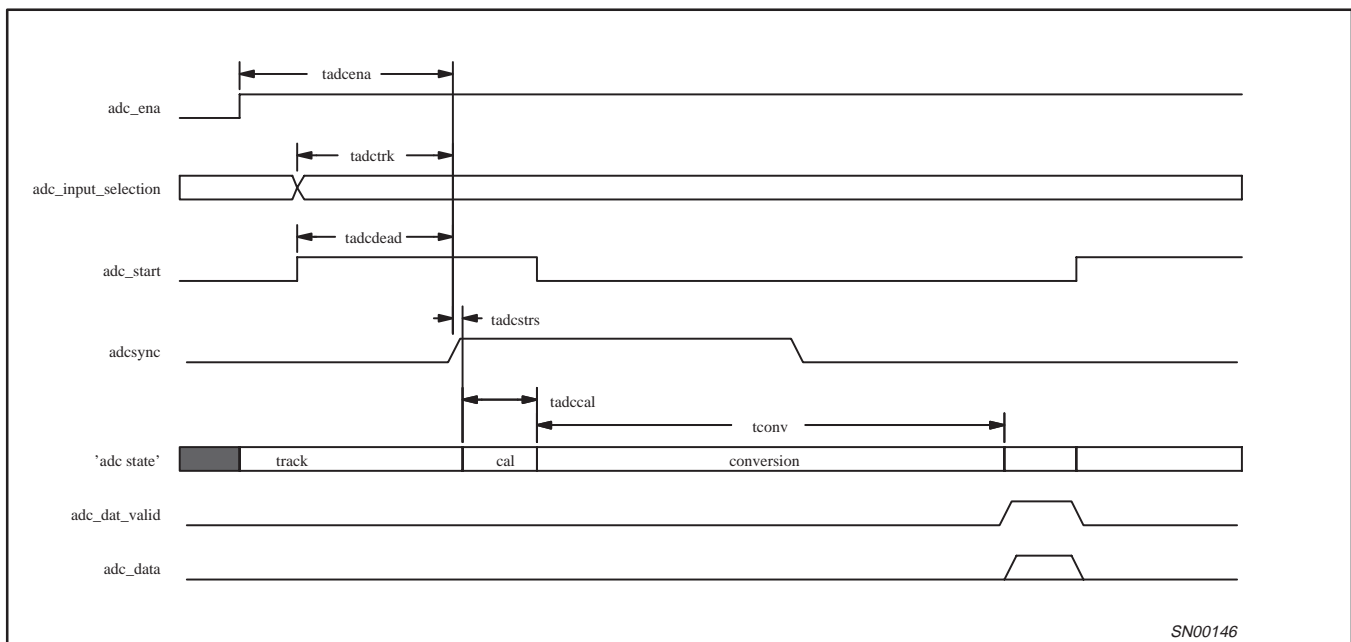 tadcena
adc_ena
tadctrk
adc_input_selection
tadcdead
adc_start
tadcstrs
adcsync
tadccal
tconv
'adc state'
track
cal
conversion
adc_dat_valid
adc_data
SN00146